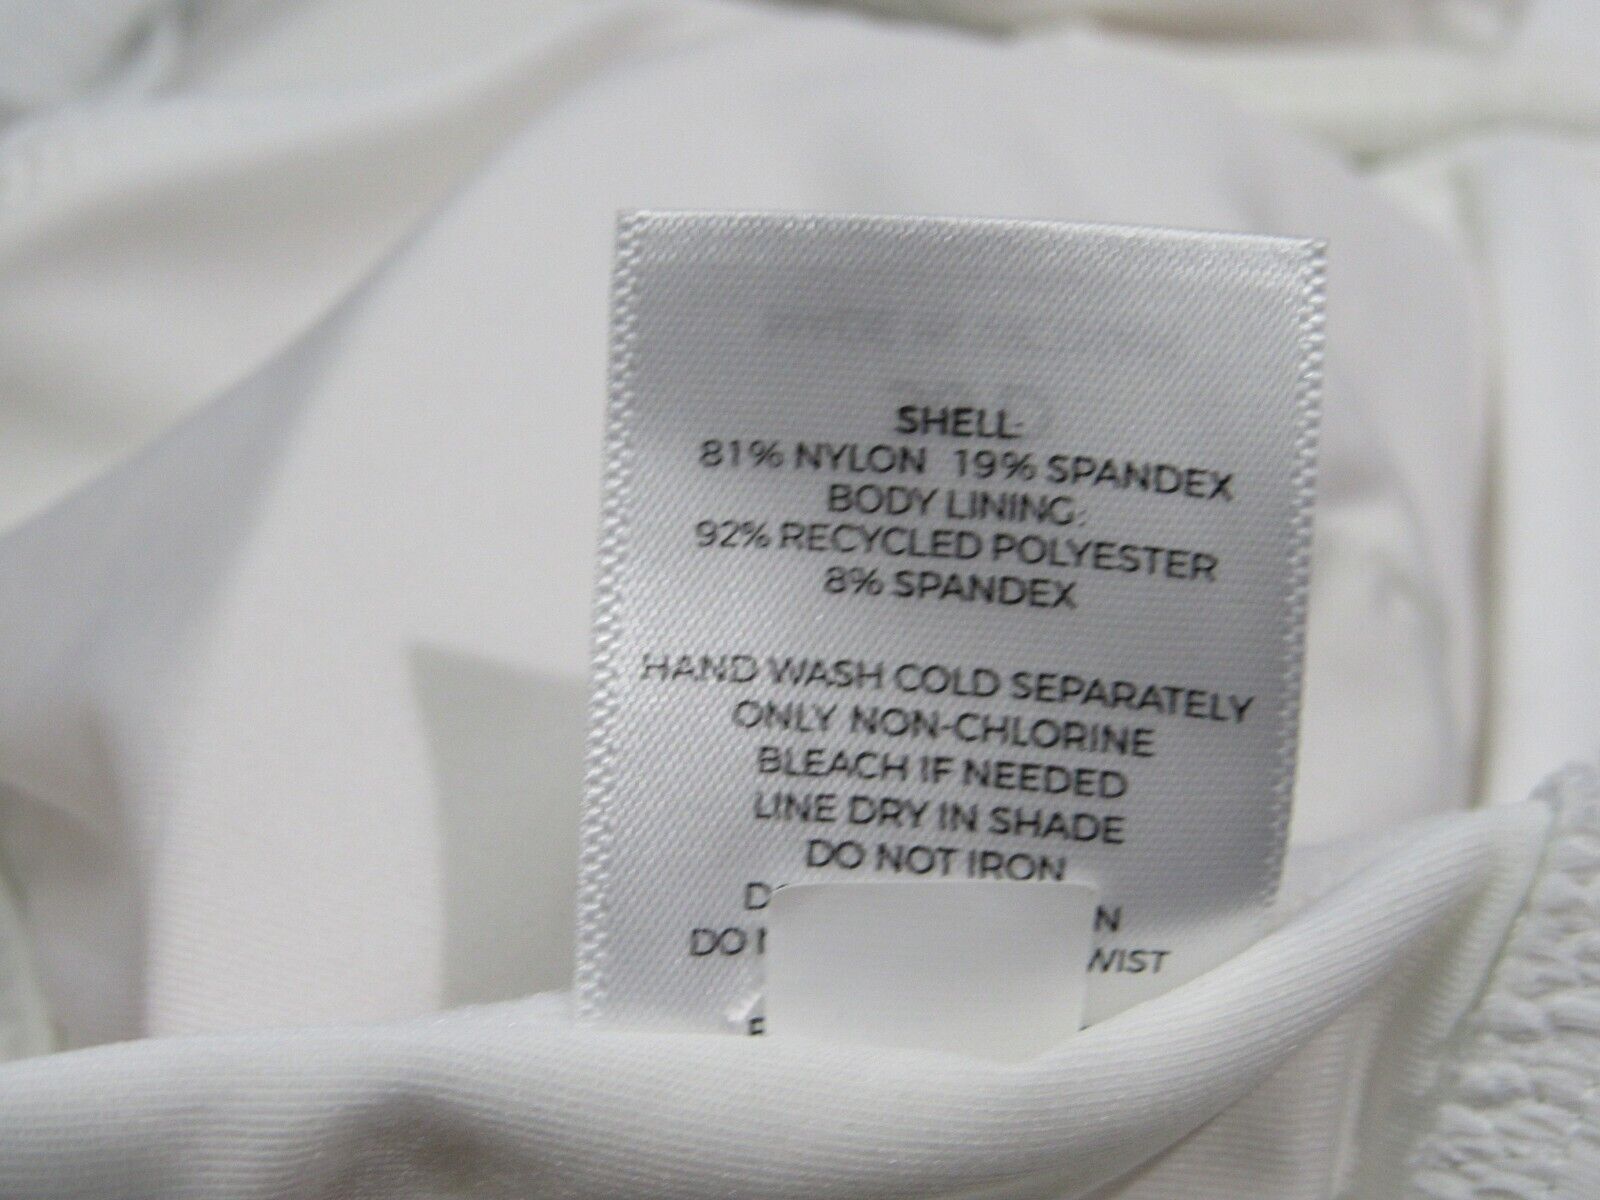 SHELL:
81% NYLON 19% SPANDEX
BODY LINING:
92% RECYCLED POLYESTER
8% SPANDEX
HAND WASH COLD SEPARATELY
ONLY NON-CHLORINE
BLEACH IF NEEDED
LINE DRY IN SHADE
DO NOT IRON
DO